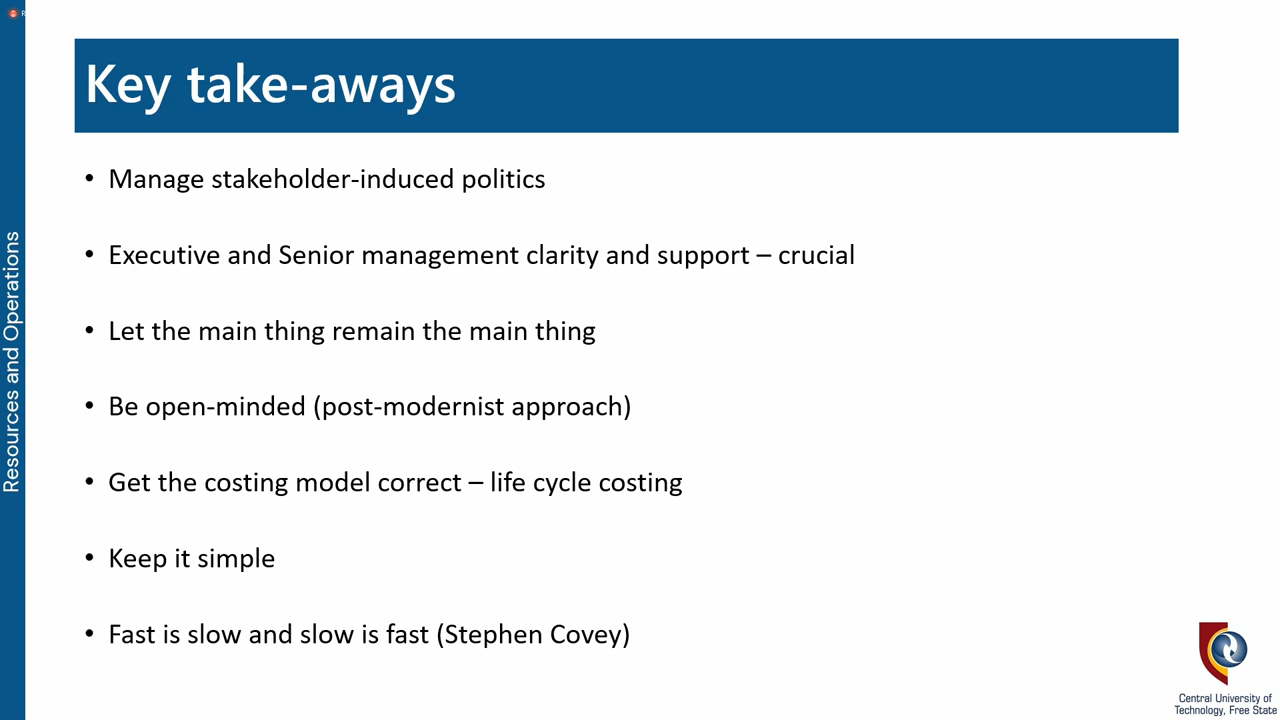 Key take-aways
• Manage stakeholder-induced politics
• Executive and Senior management clarity and support – crucial
• Let the main thing remain the main thing
• Be open-minded (post-modernist approach)
• Get the costing model correct – life cycle costing
• Keep it simple
• Fast is slow and slow is fast (Stephen Covey)
Resources and Operations
Central University of
Technology, Free State